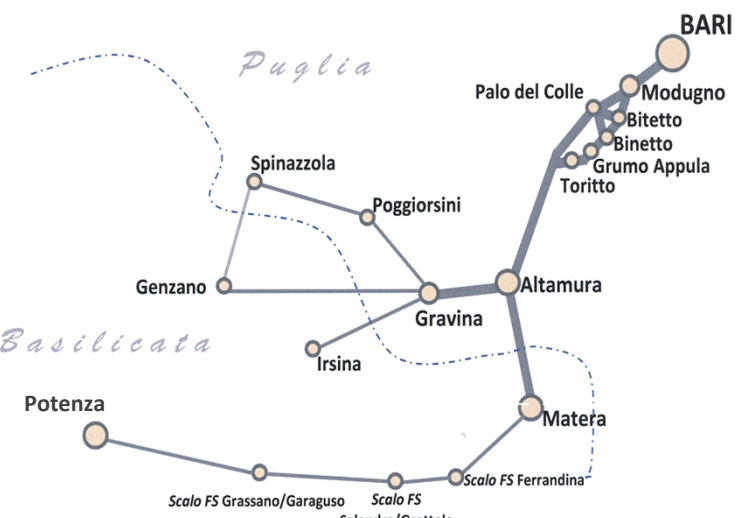 BARI
Puglia
Palo del Colle
Modugno
Bitetto
Binetto
Grumo Appula
Toritto
Spinazzola
Poggiorsini
Genzano
Altamura
Gravina
Basilicata
Irsina
Potenza
Matera
Scalo FS Ferrandina
Scalo FS Grassano/Garaguso
Scalo FS